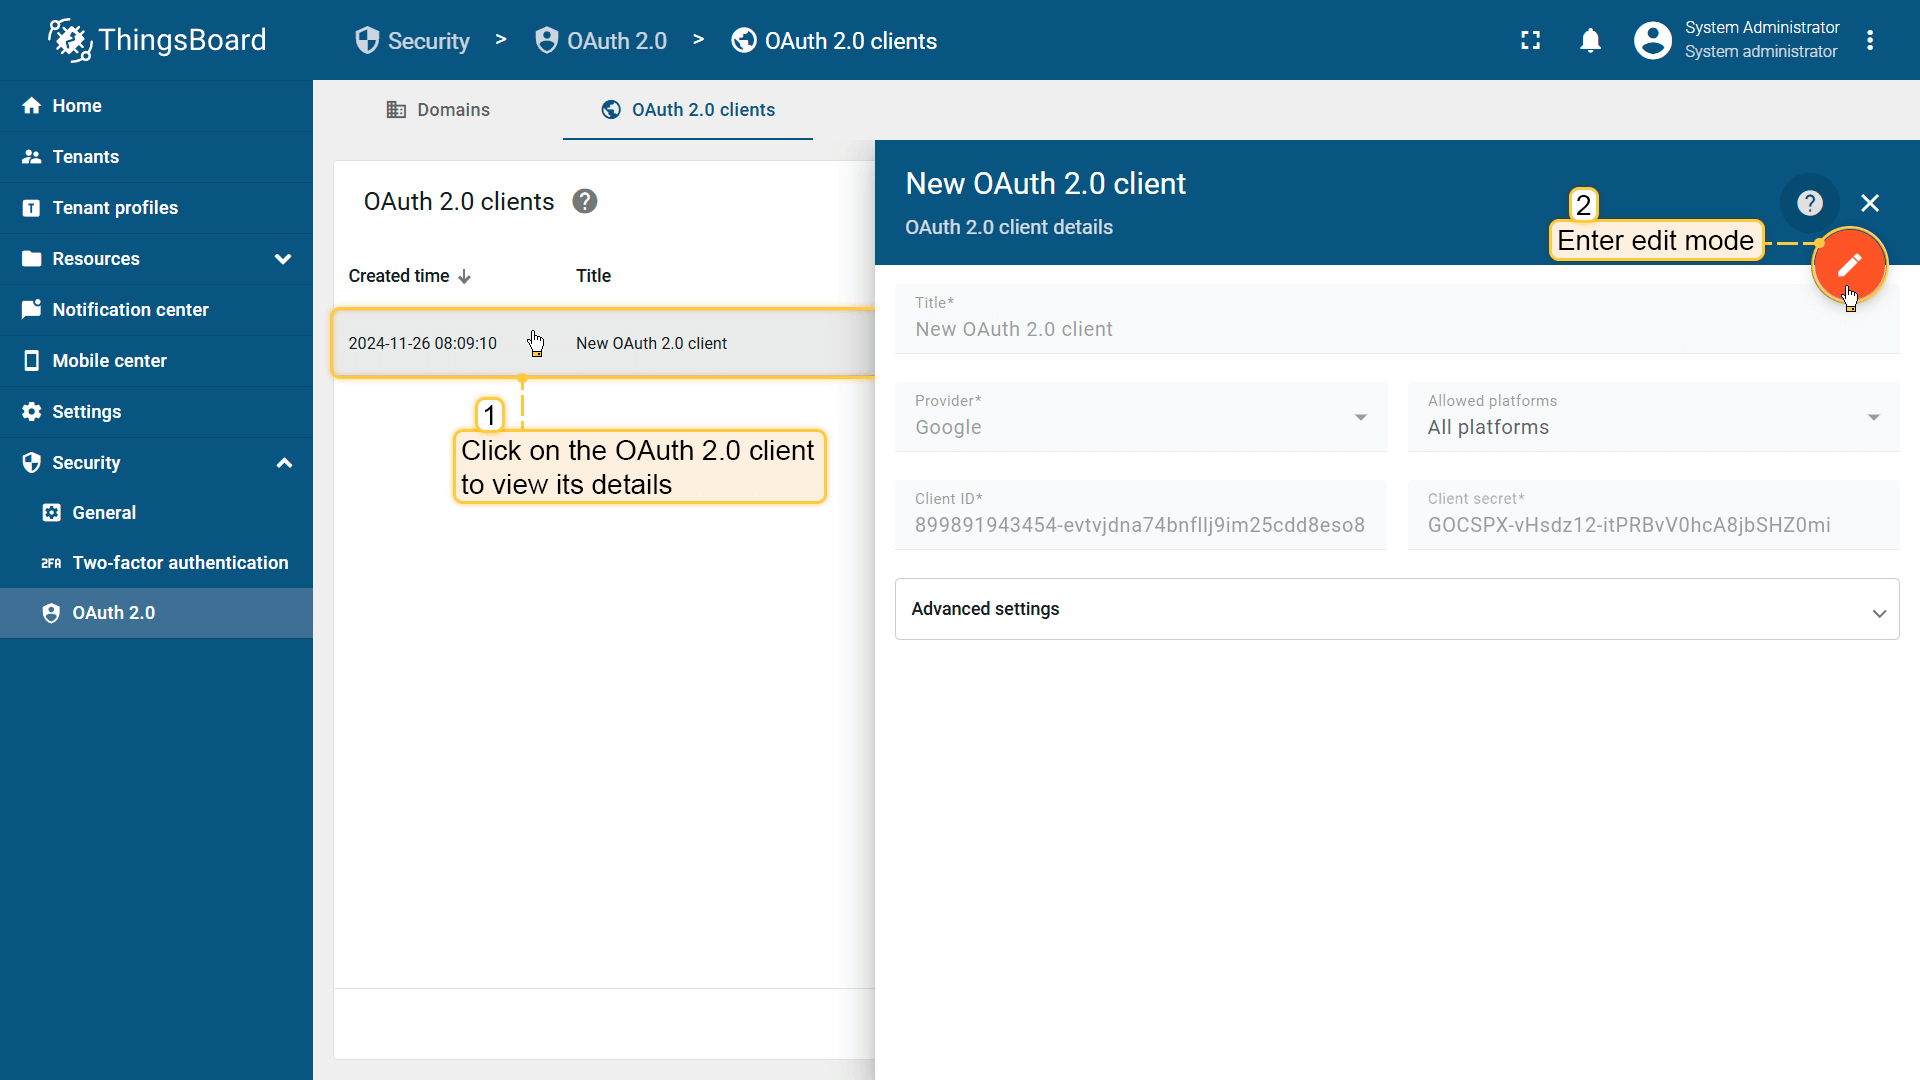 ThingsBoard
Security > OAuth 2.0 > OAuth 2.0 clients
System Administrator
System administrator
Home
Tenants
Tenant profiles
Resources
Notification center
Mobile center
Settings
Security
General
2FA Two-factor authentication
OAuth 2.0
Domains
OAuth 2.0 clients
OAuth 2.0 clients ?
Created time Title
2024-11-26 08:09:10 New OAuth 2.0 client
1
Click on the OAuth 2.0 client
to view its details
New OAuth 2.0 client
OAuth 2.0 client details
?
2
Enter edit mode
Title*
New OAuth 2.0 client
Provider*
Google
Allowed platforms
All platforms
Client ID*
899891943454-evtvjdna74bnfllj9im25cdd8eso8
Client secret*
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
Advanced settings